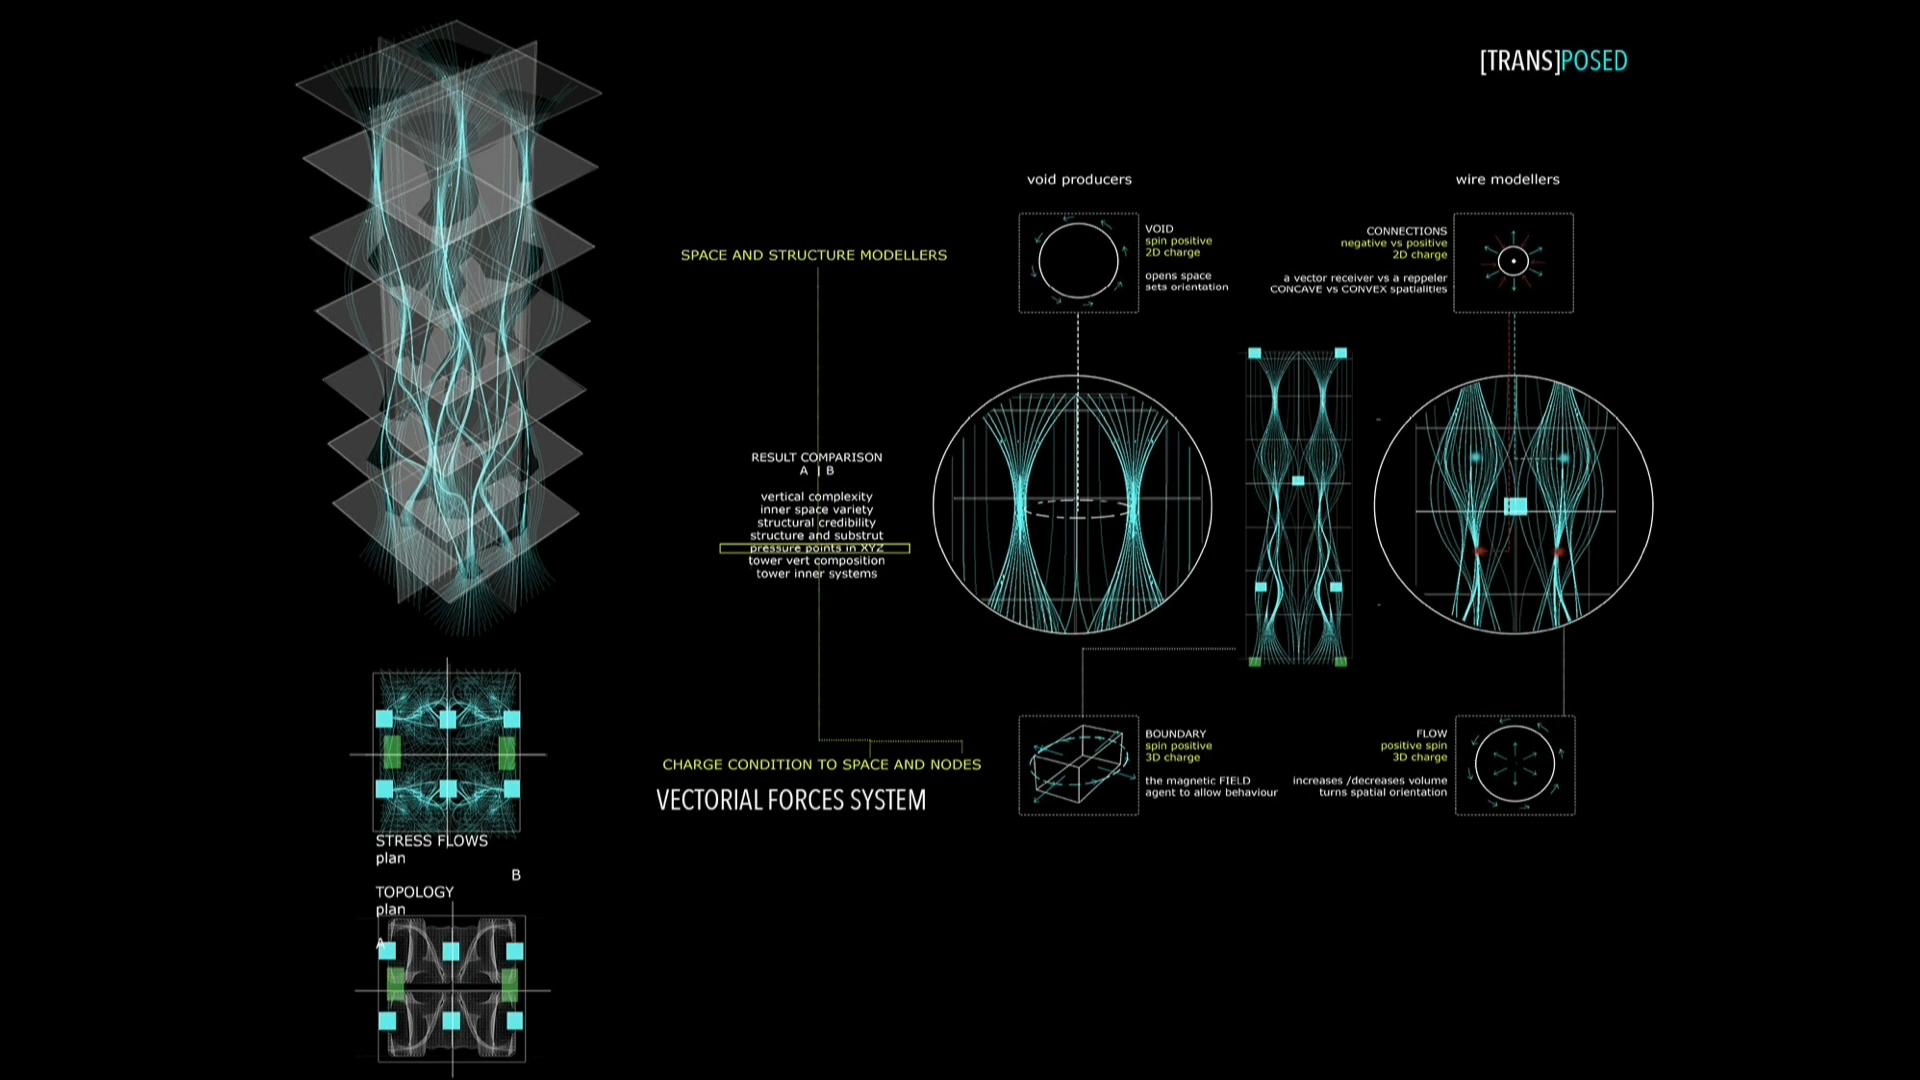 [TRANS]POSED
void producers
wire modellers
VOID
spin positive
2D charge
opens space
sets orientation
CONNECTIONS
negative vs positive
2D charge
a vector receiver vs a reppeler
CONCAVE vs CONVEX spatialities
SPACE AND STRUCTURE MODELLERS
RESULT COMPARISON
A | B
vertical complexity
inner space variety
structural credibility
structure and substrut
pressure points in XYZ
tower vert composition
tower inner systems
BOUNDARY
spin positive
3D charge
the magnetic FIELD
agent to allow behaviour
FLOW
positive spin
3D charge
increases /decreases volume
turns spatial orientation
CHARGE CONDITION TO SPACE AND NODES
VECTORIAL FORCES SYSTEM
STRESS FLOWS
plan
B
TOPOLOGY
plan
A